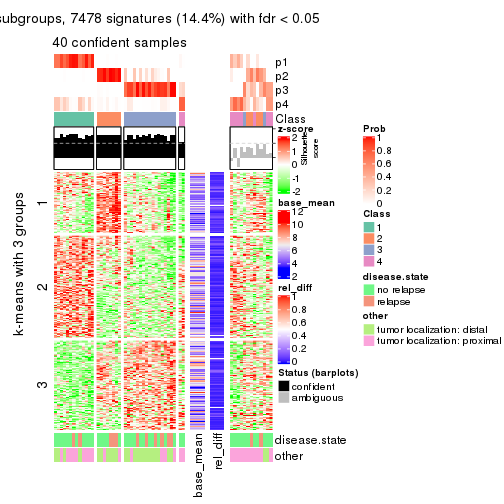 subgroups, 7478 signatures (14.4%) with fdr < 0.05
40 confident samples
p1
p2
p3
p4
Class
z-score
2
1
0
-1
-2
Silhouette
score
base_mean
12
10
8
6
4
2
rel_diff
1
0.8
0.6
0.4
0.2
0
Status (barplots)
confident
ambiguous
Prob
1
0.8
0.6
0.4
0.2
0
Class
1
2
3
4
disease.state
no relapse
relapse
other
tumor localization: distal
tumor localization: proximal
k-means with 3 groups
1
2
3
disease.state
other
base_mean
rel_diff